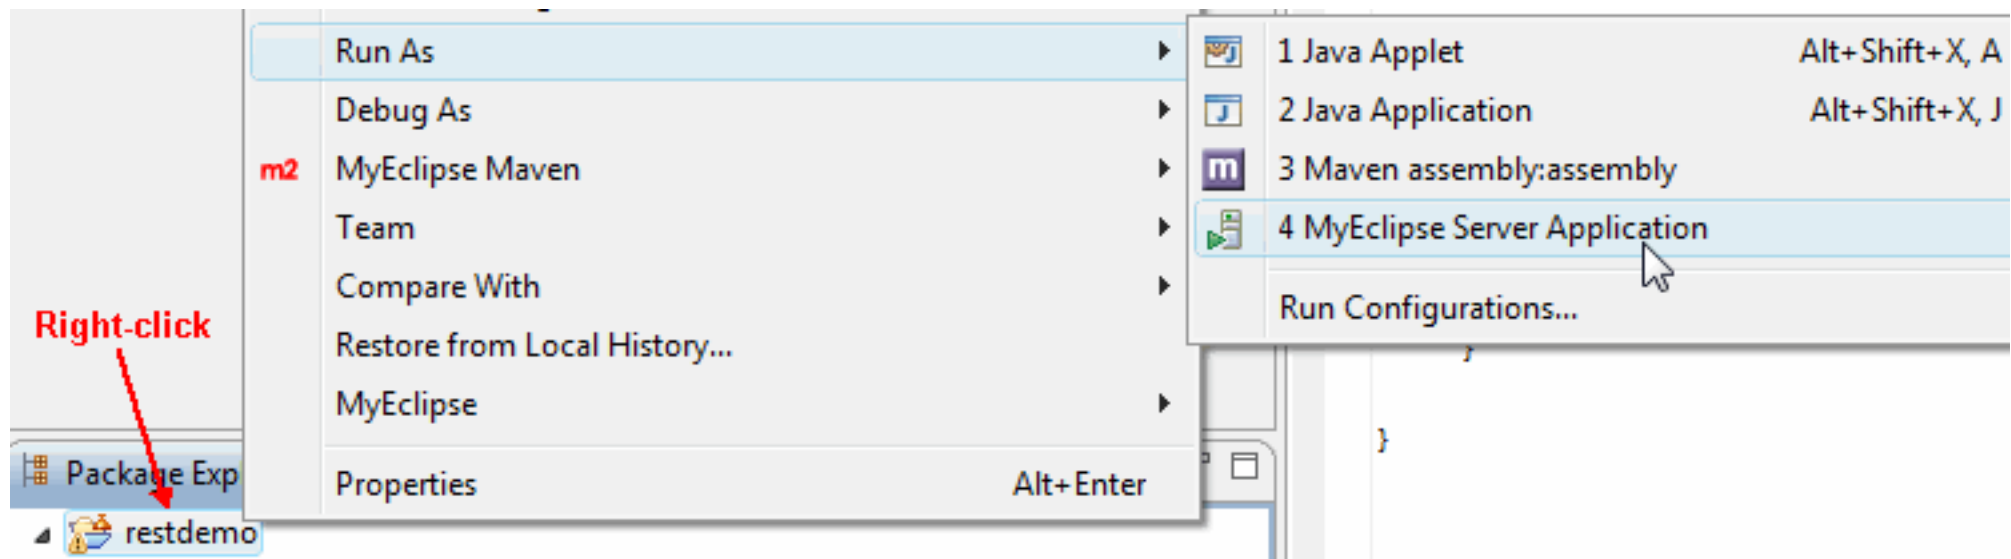 Run As
Debug As
m2 MyEclipse Maven
Team
Compare With
Restore from Local History...
MyEclipse
Properties Alt+Enter
1 Java Applet Alt+Shift+X, A
2 Java Application Alt+Shift+X, J
m 3 Maven assembly:assembly
4 MyEclipse Server Application
Run Configurations...
}
}
Right-click
Package Exp
restdemo